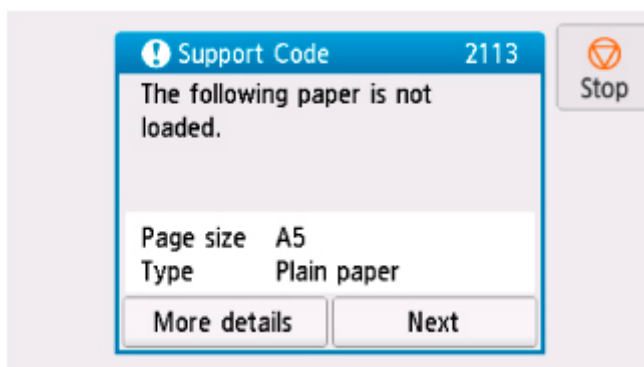 Support Code 2113
Stop
The following paper is not
loaded.
Page size A5
Type Plain paper
More details Next